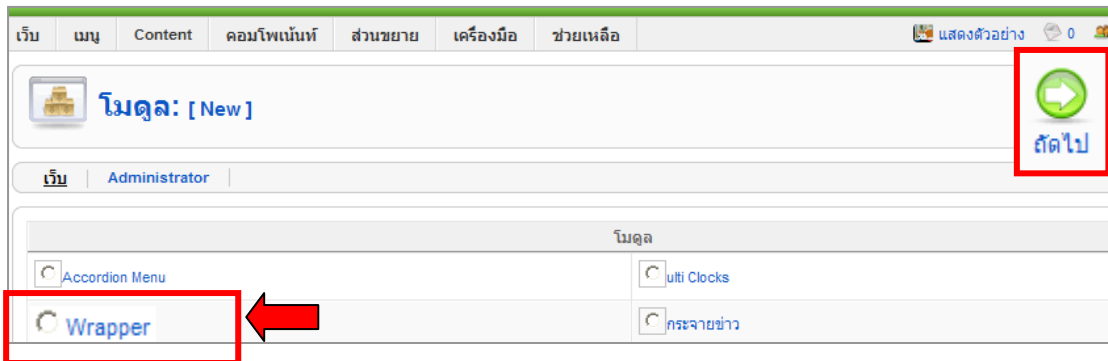 เว็บ เมนู Content คอมโพเน้นท์ ส่วนขยาย เครื่องมือ ช่วยเหลือ แสดงตัวอย่าง 0
โมดูล: [ New ]
ถัดไป
เว็บ Administrator
โมดูล
Accordion Menu ulti Clocks
Wrapper กระจายข่าว